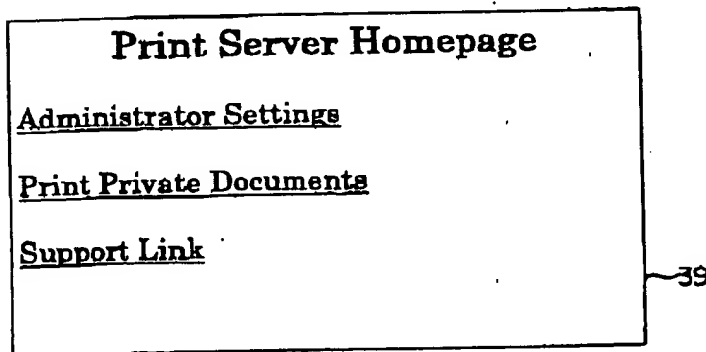 Print Server Homepage
Administrator Settings
Print Private Documents
Support Link
39